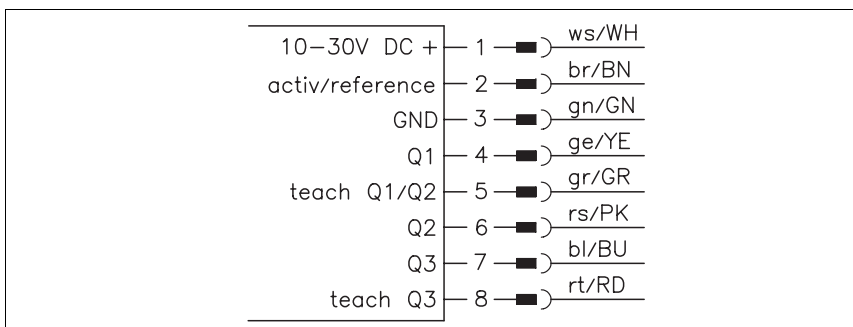 10-30V DC + 1 ws/WH
activ/reference 2 br/BN
GND 3 gn/GN
Q1 4 ge/YE
teach Q1/Q2 5 gr/GR
Q2 6 rs/PK
Q3 7 bl/BU
teach Q3 8 rt/RD